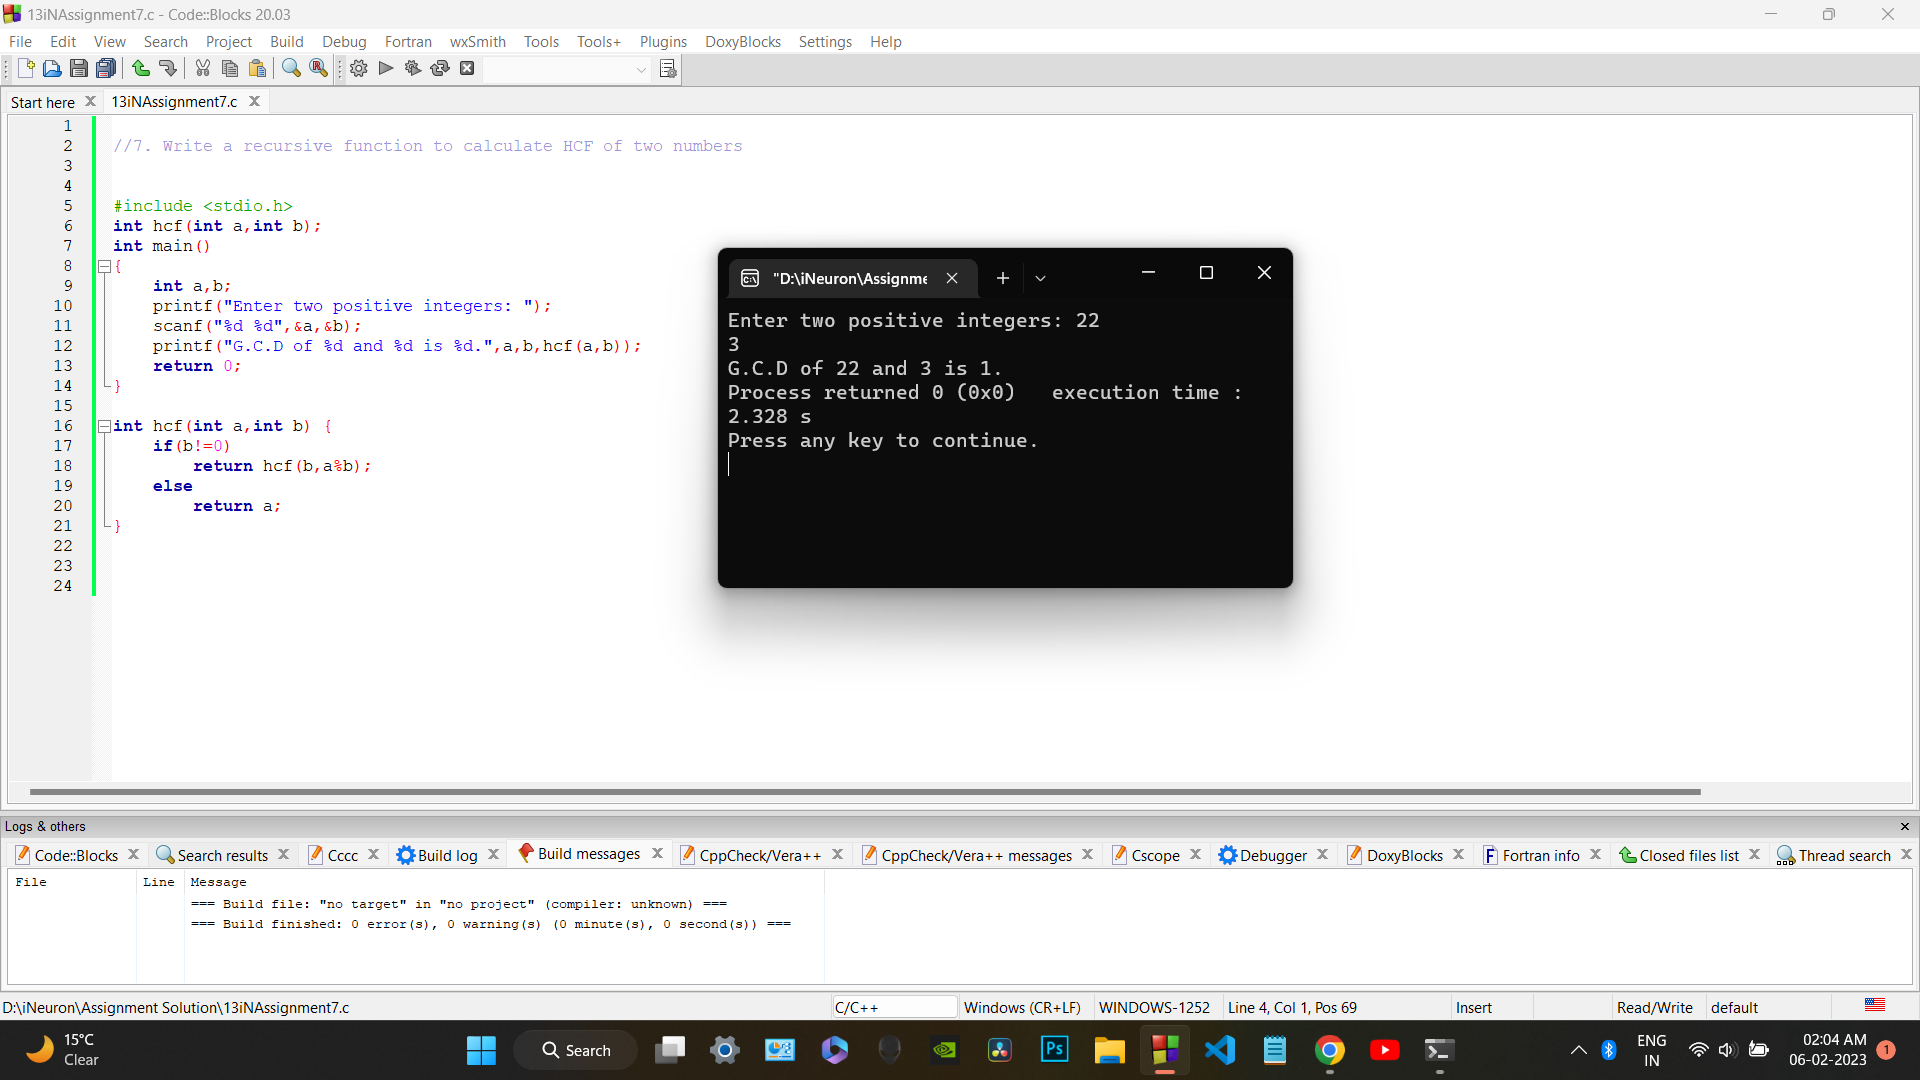 13iNAssignment7.c - Code::Blocks 20.03
File Edit View Search Project Build Debug Fortran wxSmith Tools Tools+ Plugins DoxyBlocks Settings Help
Start here 13iNAssignment7.c
1
2 //7. Write a recursive function to calculate HCF of two numbers
3
4
5 #include <stdio.h>
6 int hcf(int a,int b);
7 int main()
8 {
9 int a,b;
10 printf("Enter two positive integers: ");
11 scanf("%d %d",&a,&b);
12 printf("G.C.D of %d and %d is %d.",a,b,hcf(a,b));
13 return 0;
14 }
15
16 int hcf(int a,int b) {
17 if(b!=0)
18 return hcf(b,a%b);
19 else
20 return a;
21 }
22
23
24
"D:\iNeuron\Assignme
Enter two positive integers: 22
3
G.C.D of 22 and 3 is 1.
Process returned 0 (0x0)   execution time :
2.328 s
Press any key to continue.
Logs & others
Code::Blocks Search results Cccc Build log Build messages CppCheck/Vera++ CppCheck/Vera++ messages Cscope Debugger DoxyBlocks Fortran info Closed files list Thread search
File Line Message
=== Build file: "no target" in "no project" (compiler: unknown) ===
=== Build finished: 0 error(s), 0 warning(s) (0 minute(s), 0 second(s)) ===
D:\iNeuron\Assignment Solution\13iNAssignment7.c C/C++ Windows (CR+LF) WINDOWS-1252 Line 4, Col 1, Pos 69 Insert Read/Write default
15°C
Clear
Search
Ps
ENG
IN
02:04 AM
06-02-2023
1